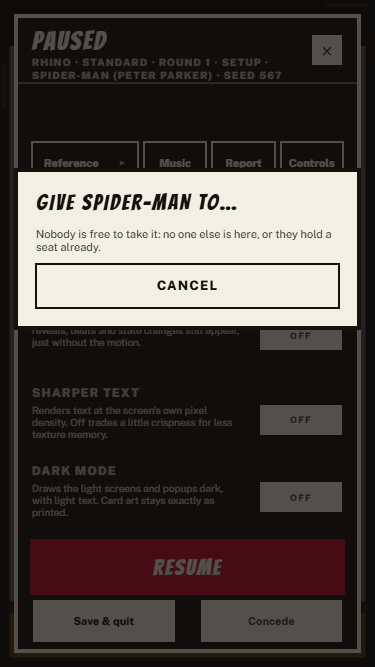 PAUSED
RHINO · STANDARD · ROUND 1 · SETUP ·
SPIDER-MAN (PETER PARKER) · SEED 567
×
Reference ▸
Music
Report
Controls
GIVE SPIDER-MAN TO...
Nobody is free to take it: no one else is here, or they hold a
seat already.
CANCEL
reveals, beats and state changes still appear,
just without the motion.
OFF
SHARPER TEXT
Renders text at the screen's own pixel
density. Off trades a little crispness for less
texture memory.
OFF
DARK MODE
Draws the light screens and popups dark,
with light text. Card art stays exactly as
printed.
OFF
RESUME
Save & quit
Concede